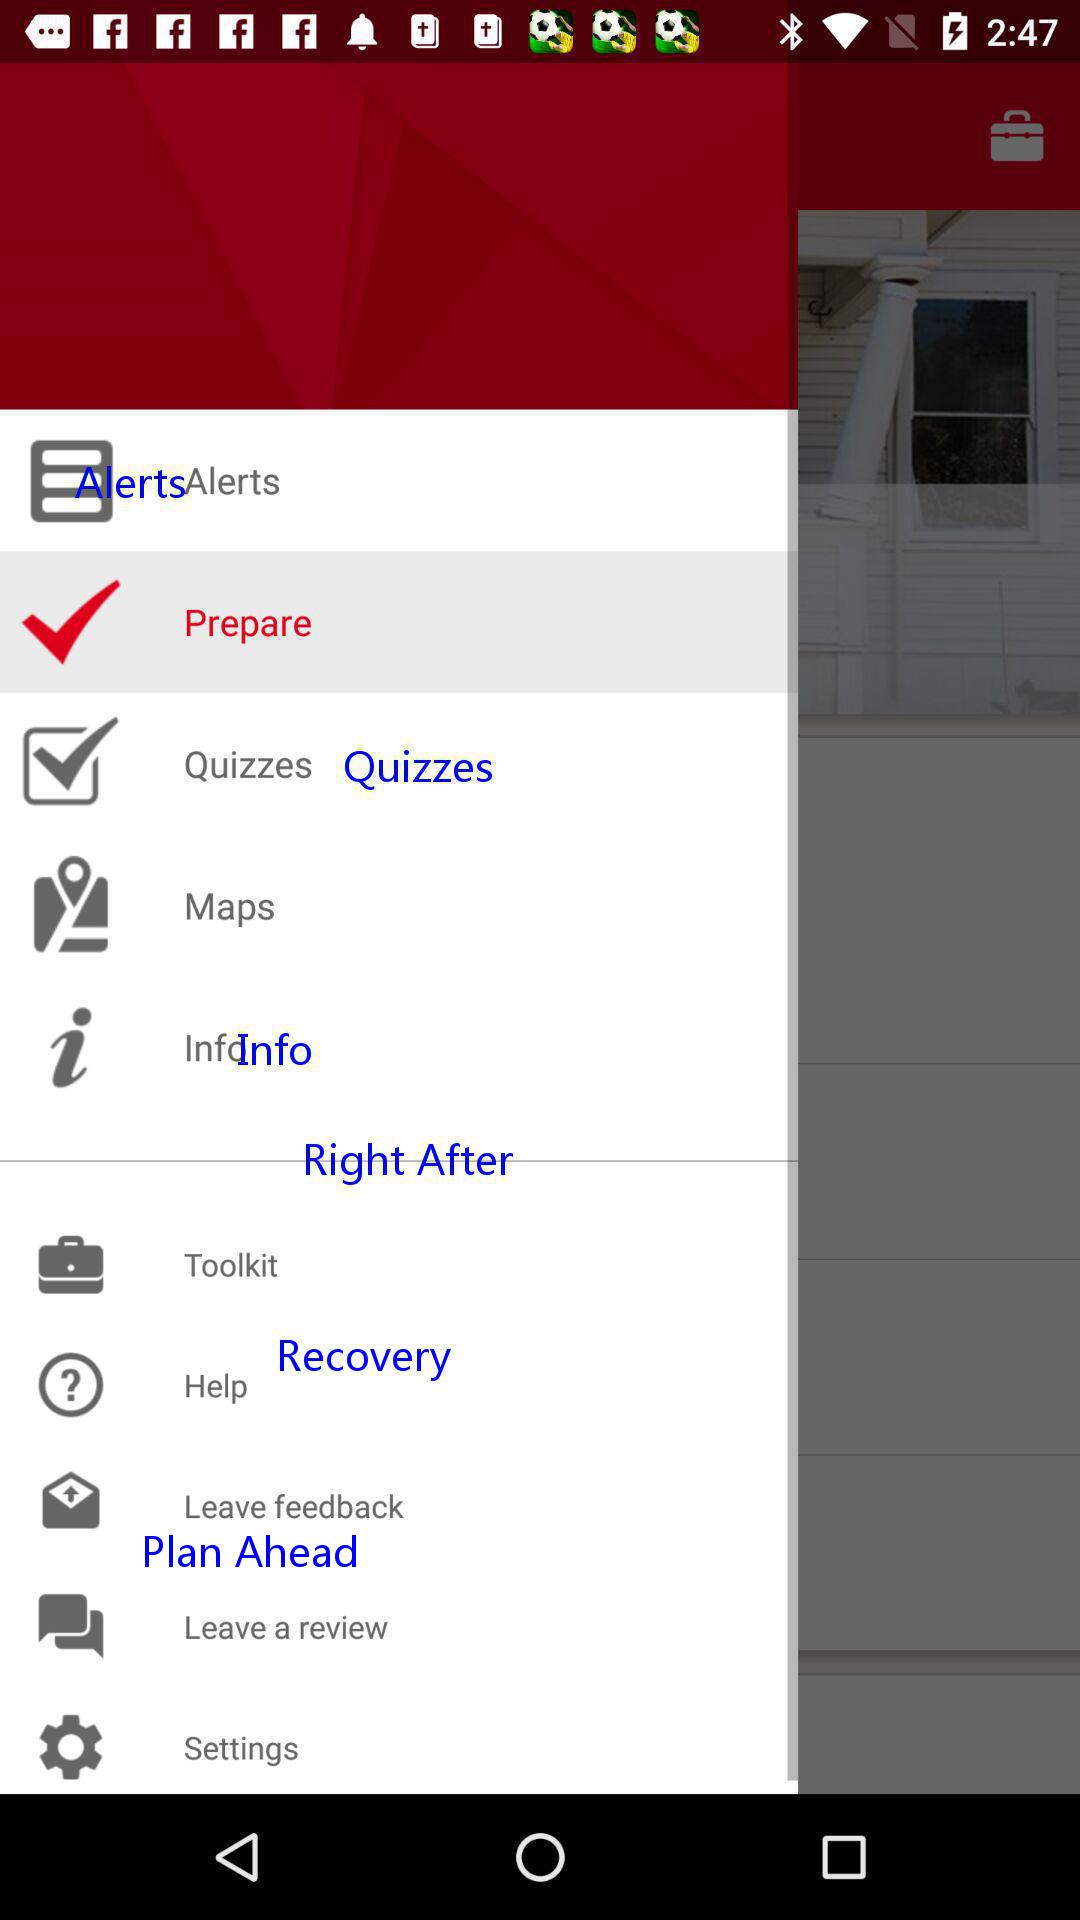 2:47
Alerts Alerts
Prepare
Quizzes Quizzes
Maps
Info Info
Right After
Toolkit
Recovery
Help
Leave feedback
Plan Ahead
Leave a review
Settings